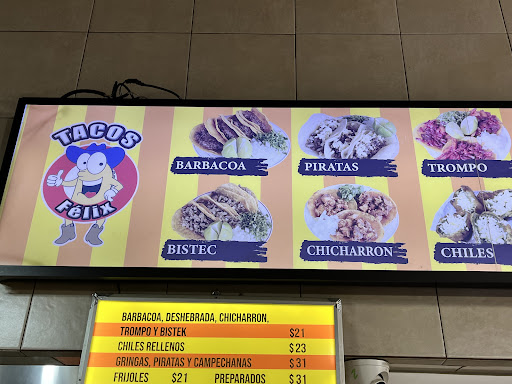 TACOS
Félix
BARBACOA
PIRATAS
TROMPO
BISTEC
CHICHARRON
CHILES
BARBACOA, DESHEBRADA, CHICHARRON,
TROMPO Y BISTEK $21
CHILES RELLENOS $23
GRINGAS, PIRATAS Y CAMPECHANAS $31
FRIJOLES $21 PREPARADOS $31